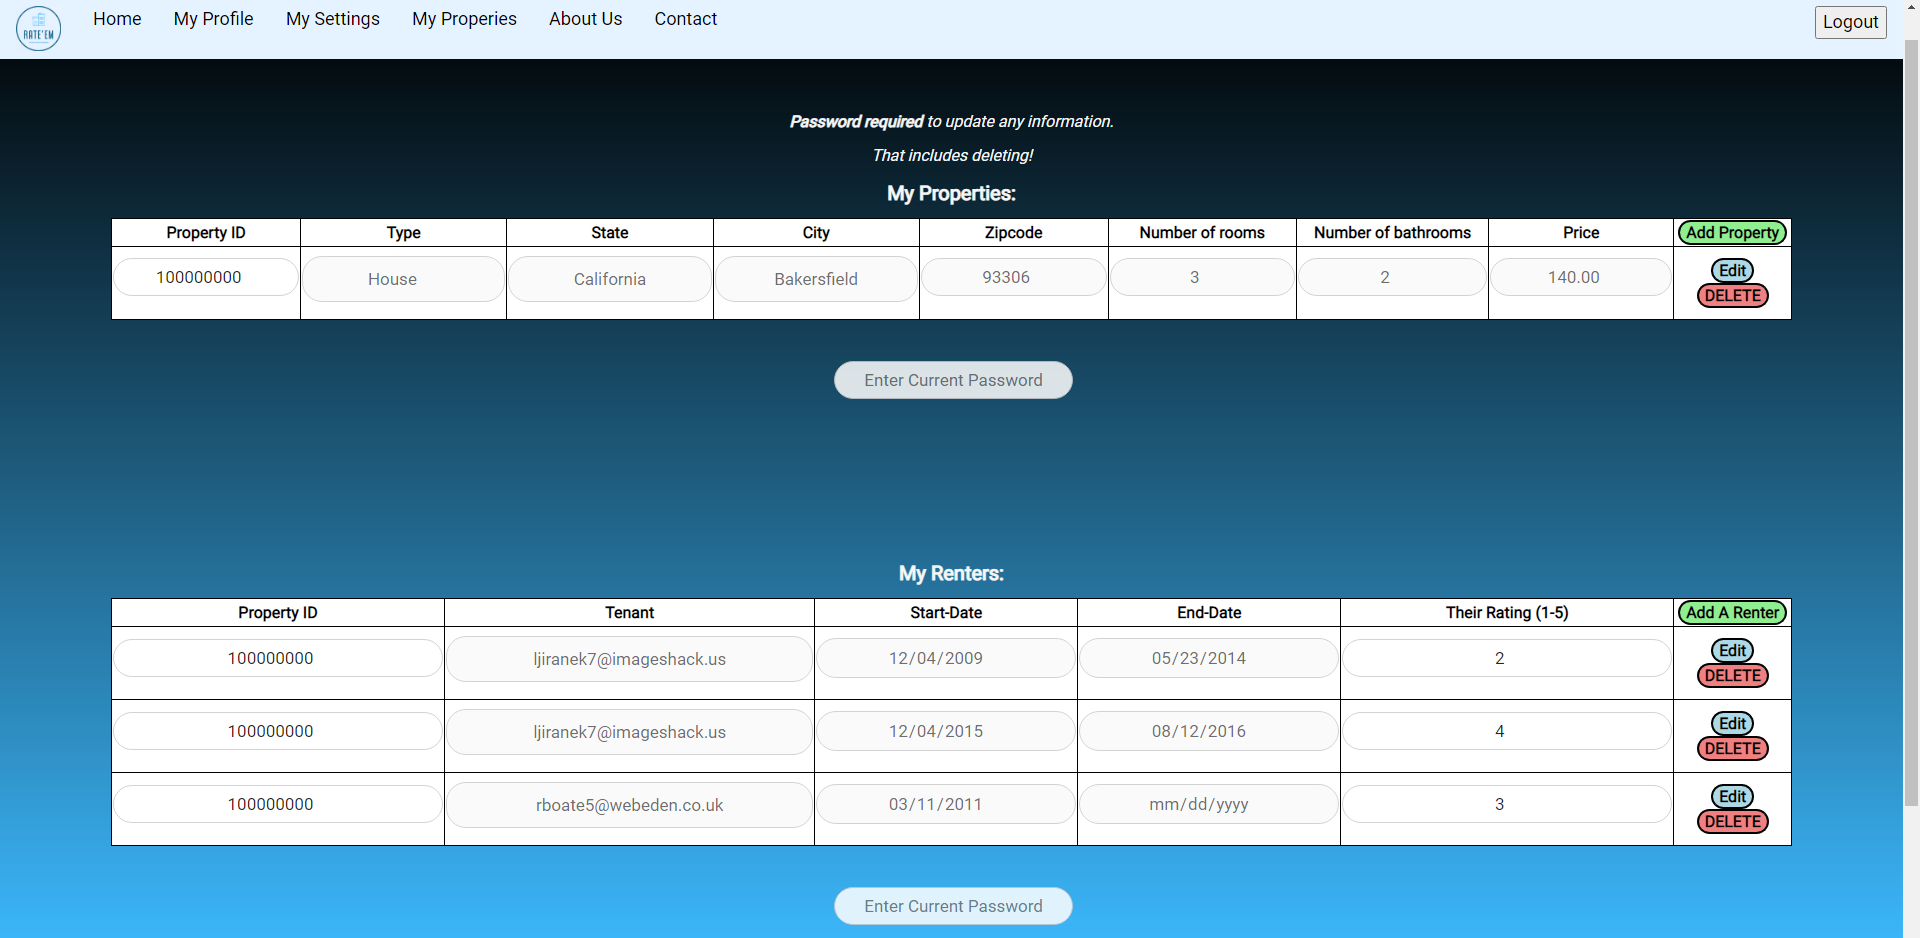 RATE'EM
Home My Profile My Settings My Properies About Us Contact Logout
Password required to update any information.
That includes deleting!
My Properties:
Property ID Type State City Zipcode Number of rooms Number of bathrooms Price Add Property
100000000 House California Bakersfield 93306 3 2 140.00 Edit
DELETE
Enter Current Password
My Renters:
Property ID Tenant Start-Date End-Date Their Rating (1-5) Add A Renter
100000000 ljiranek7@imageshack.us 12/04/2009 05/23/2014 2 Edit
DELETE
100000000 ljiranek7@imageshack.us 12/04/2015 08/12/2016 4 Edit
DELETE
100000000 rboate5@webeden.co.uk 03/11/2011 mm/dd/yyyy 3 Edit
DELETE
Enter Current Password